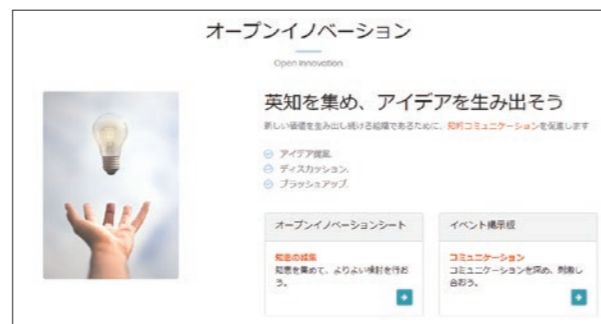 オープンイノベーション
Open Innovation
英知を集め、アイデアを生み出そう
新しい価値を生み出し続ける組織であるために、知的コミュニケーションを促進します
アイデア提案.
ディスカッション.
ブラッシュアップ.
オープンイノベーションシート
知恵の結集
知恵を集めて、よりよい検討を行お
う。
イベント掲示板
コミュニケーション
コミュニケーションを深め、刺激し
合おう。